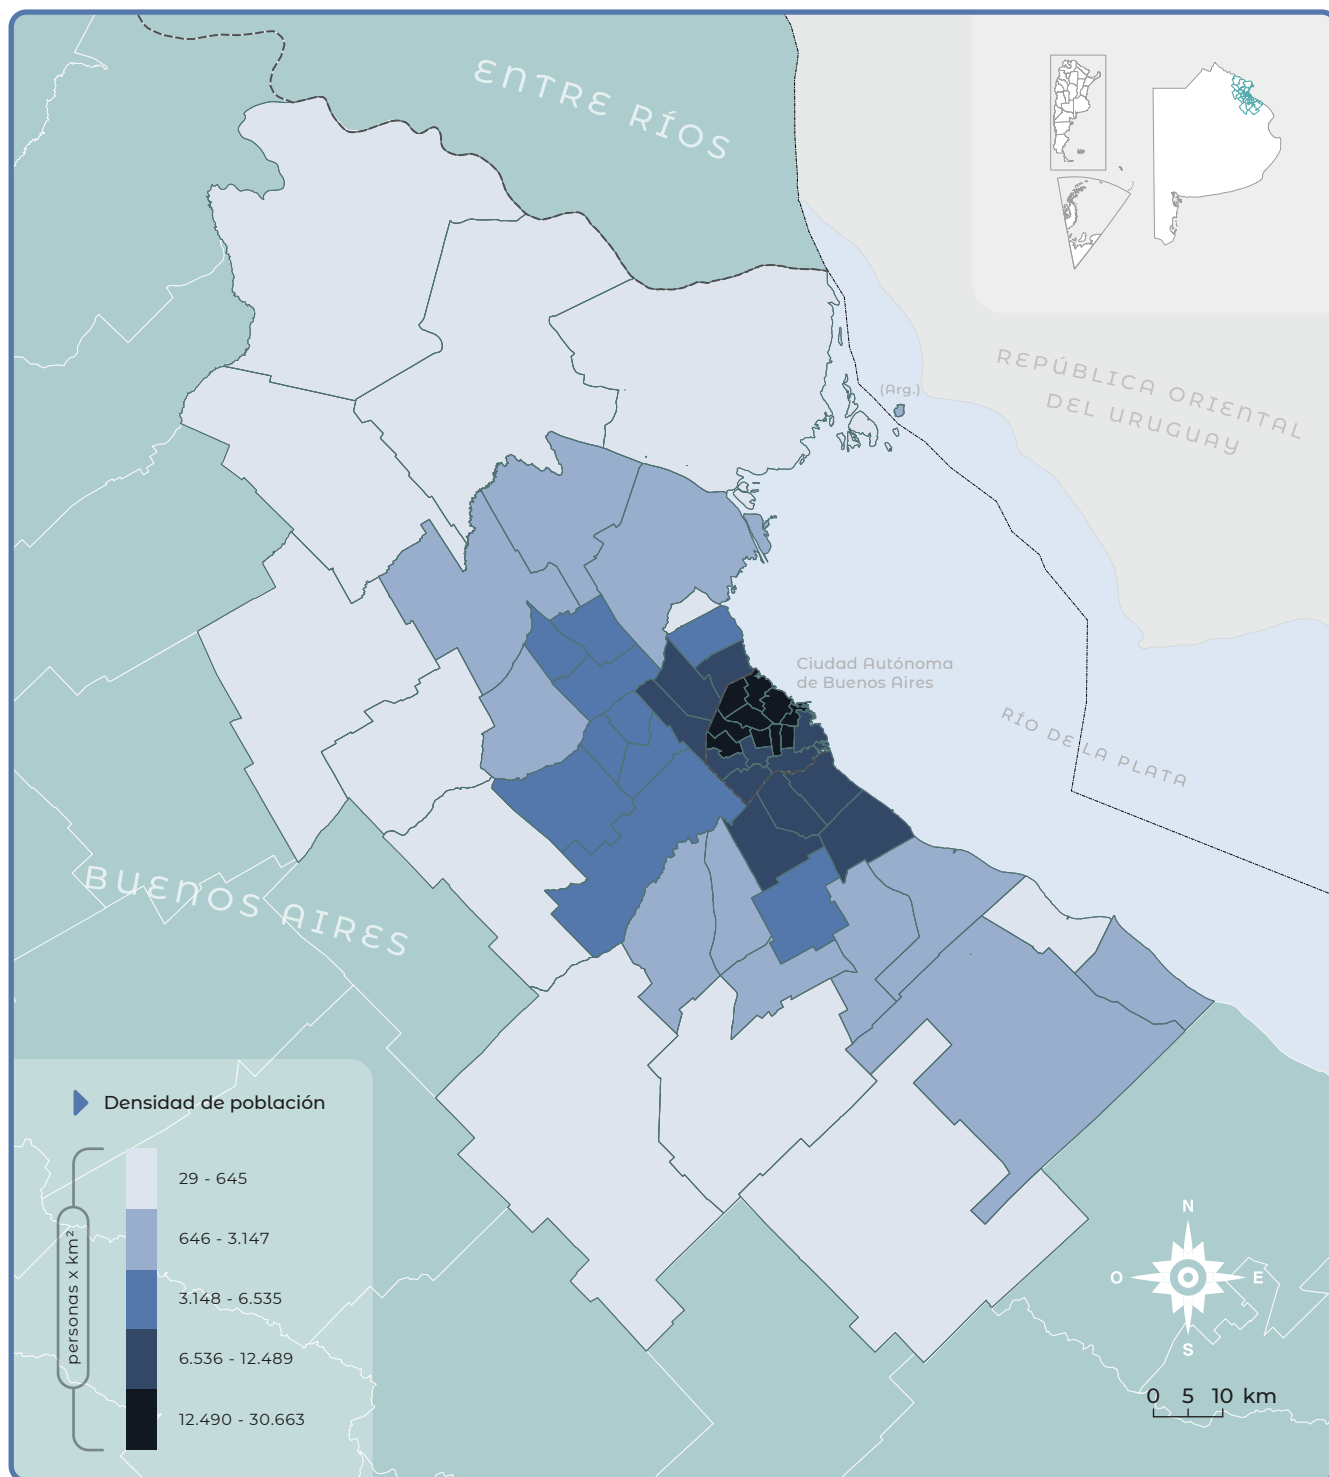 ENTRE RÍOS
(Arg.)
REPÚBLICA ORIENTAL
DEL URUGUAY
Ciudad Autónoma
de Buenos Aires
RÍO DE LA PLATA
BUENOS AIRES
Densidad de población
personas x km²
29 - 645
646 - 3.147
3.148 - 6.535
6.536 - 12.489
12.490 - 30.663
N
O
E
S
0 5 10 km